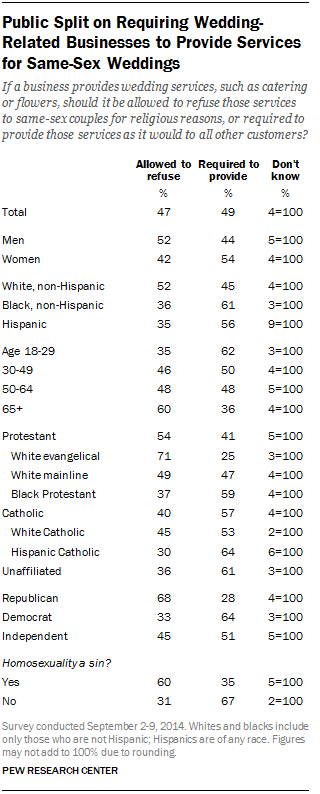 Public Split on Requiring Wedding-
Related Businesses to Provide Services
for Same-Sex Weddings
If a business provides wedding services, such as catering
or flowers, should it be allowed to refuse those services
to same-sex couples for religious reasons, or required to
provide those services as it would to all other customers?
Allowed to refuse Required to provide Don't know
% % %
Total 47 49 4=100
Men 52 44 5=100
Women 42 54 4=100
White, non-Hispanic 52 45 4=100
Black, non-Hispanic 36 61 3=100
Hispanic 35 56 9=100
Age 18-29 35 62 3=100
30-49 46 50 4=100
50-64 48 48 5=100
65+ 60 36 4=100
Protestant 54 41 5=100
White evangelical 71 25 3=100
White mainline 49 47 4=100
Black Protestant 37 59 4=100
Catholic 40 57 4=100
White Catholic 45 53 2=100
Hispanic Catholic 30 64 6=100
Unaffiliated 36 61 3=100
Republican 68 28 4=100
Democrat 33 64 3=100
Independent 45 51 5=100
Homosexuality a sin?
Yes 60 35 5=100
No 31 67 2=100
Survey conducted September 2-9, 2014. Whites and blacks include
only those who are not Hispanic; Hispanics are of any race. Figures
may not add to 100% due to rounding.
PEW RESEARCH CENTER